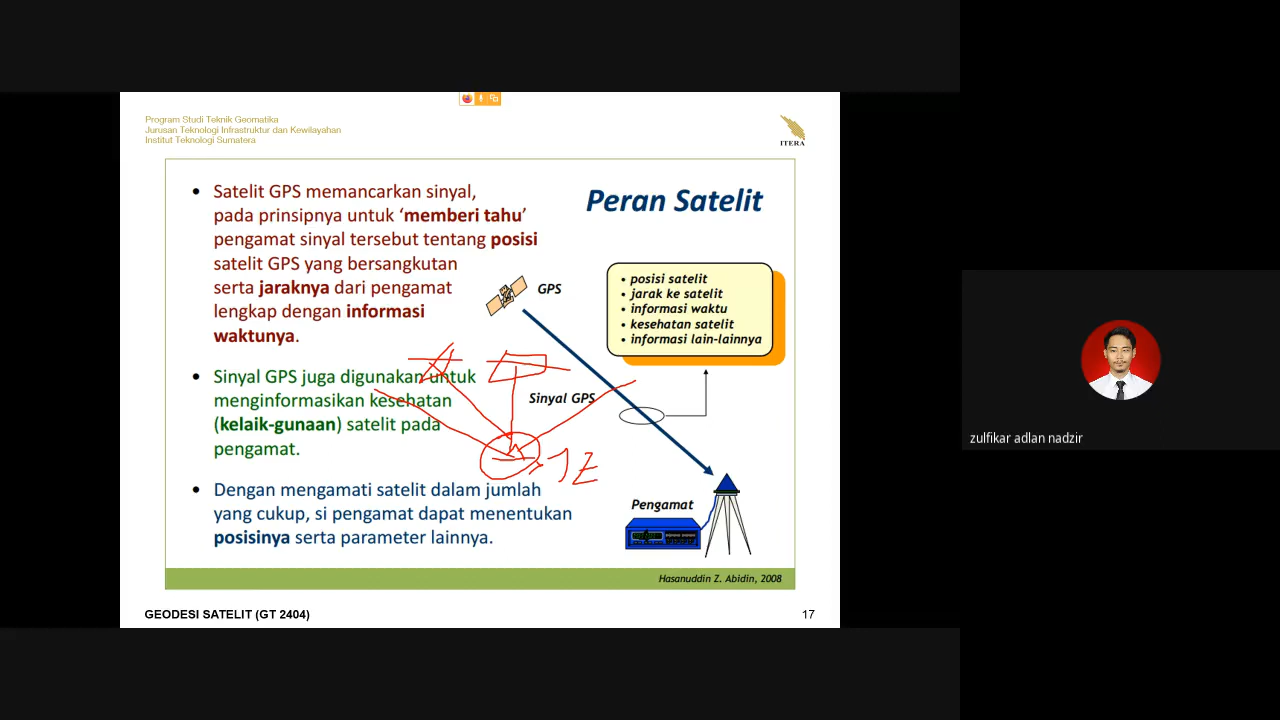 Program Studi Teknik Geomatika
Jurusan Teknologi Infrastruktur dan Kewilayahan
Institut Teknologi Sumatera
ITERA
Peran Satelit
• Satelit GPS memancarkan sinyal,
pada prinsipnya untuk ‘memberi tahu’
pengamat sinyal tersebut tentang posisi
satelit GPS yang bersangkutan
serta jaraknya dari pengamat
lengkap dengan informasi
waktunya.
• Sinyal GPS juga digunakan untuk
menginformasikan kesehatan
(kelaik-gunaan) satelit pada
pengamat.
• Dengan mengamati satelit dalam jumlah
yang cukup, si pengamat dapat menentukan
posisinya serta parameter lainnya.
GPS
• posisi satelit
• jarak ke satelit
• informasi waktu
• kesehatan satelit
• informasi lain-lainnya
Sinyal GPS
Pengamat
Hasanuddin Z. Abidin, 2008
GEODESI SATELIT (GT 2404)
17
zulfikar adlan nadzir